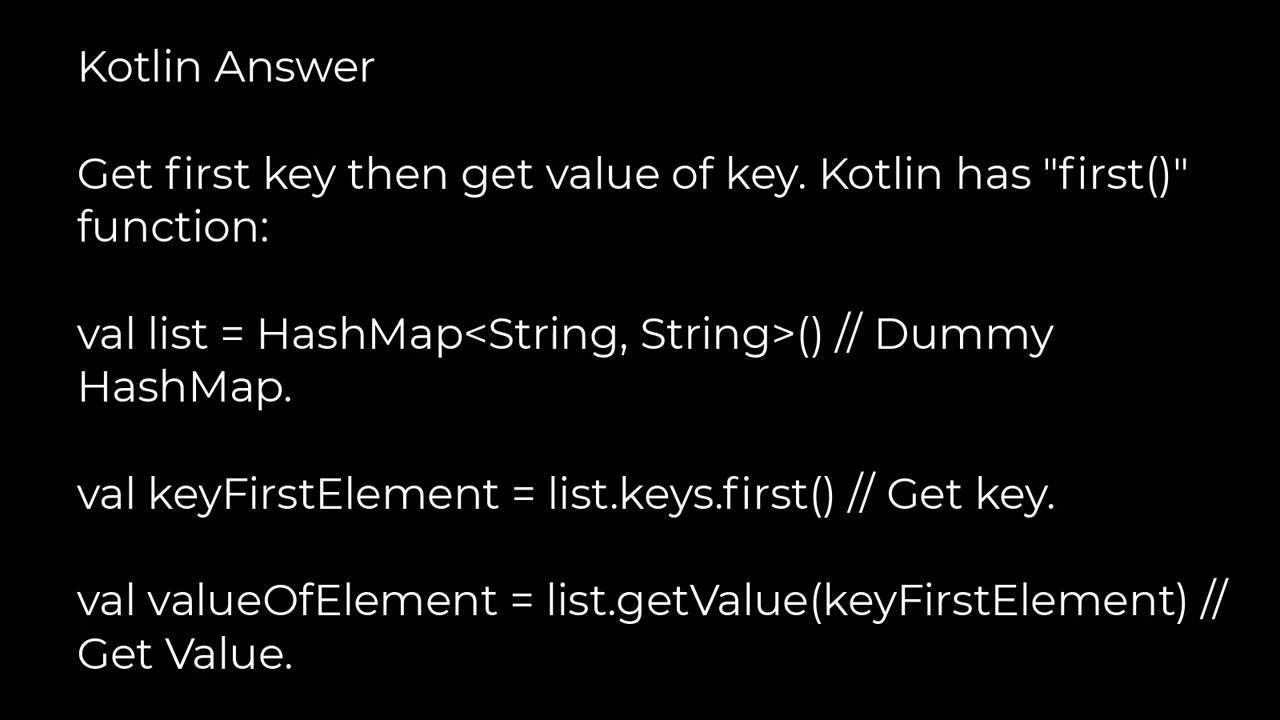 Kotlin Answer
Get first key then get value of key. Kotlin has "first()"
function:
val list = HashMap<String, String>() // Dummy
HashMap.
val keyFirstElement = list.keys.first() // Get key.
val valueOfElement = list.getValue(keyFirstElement) //
Get Value.